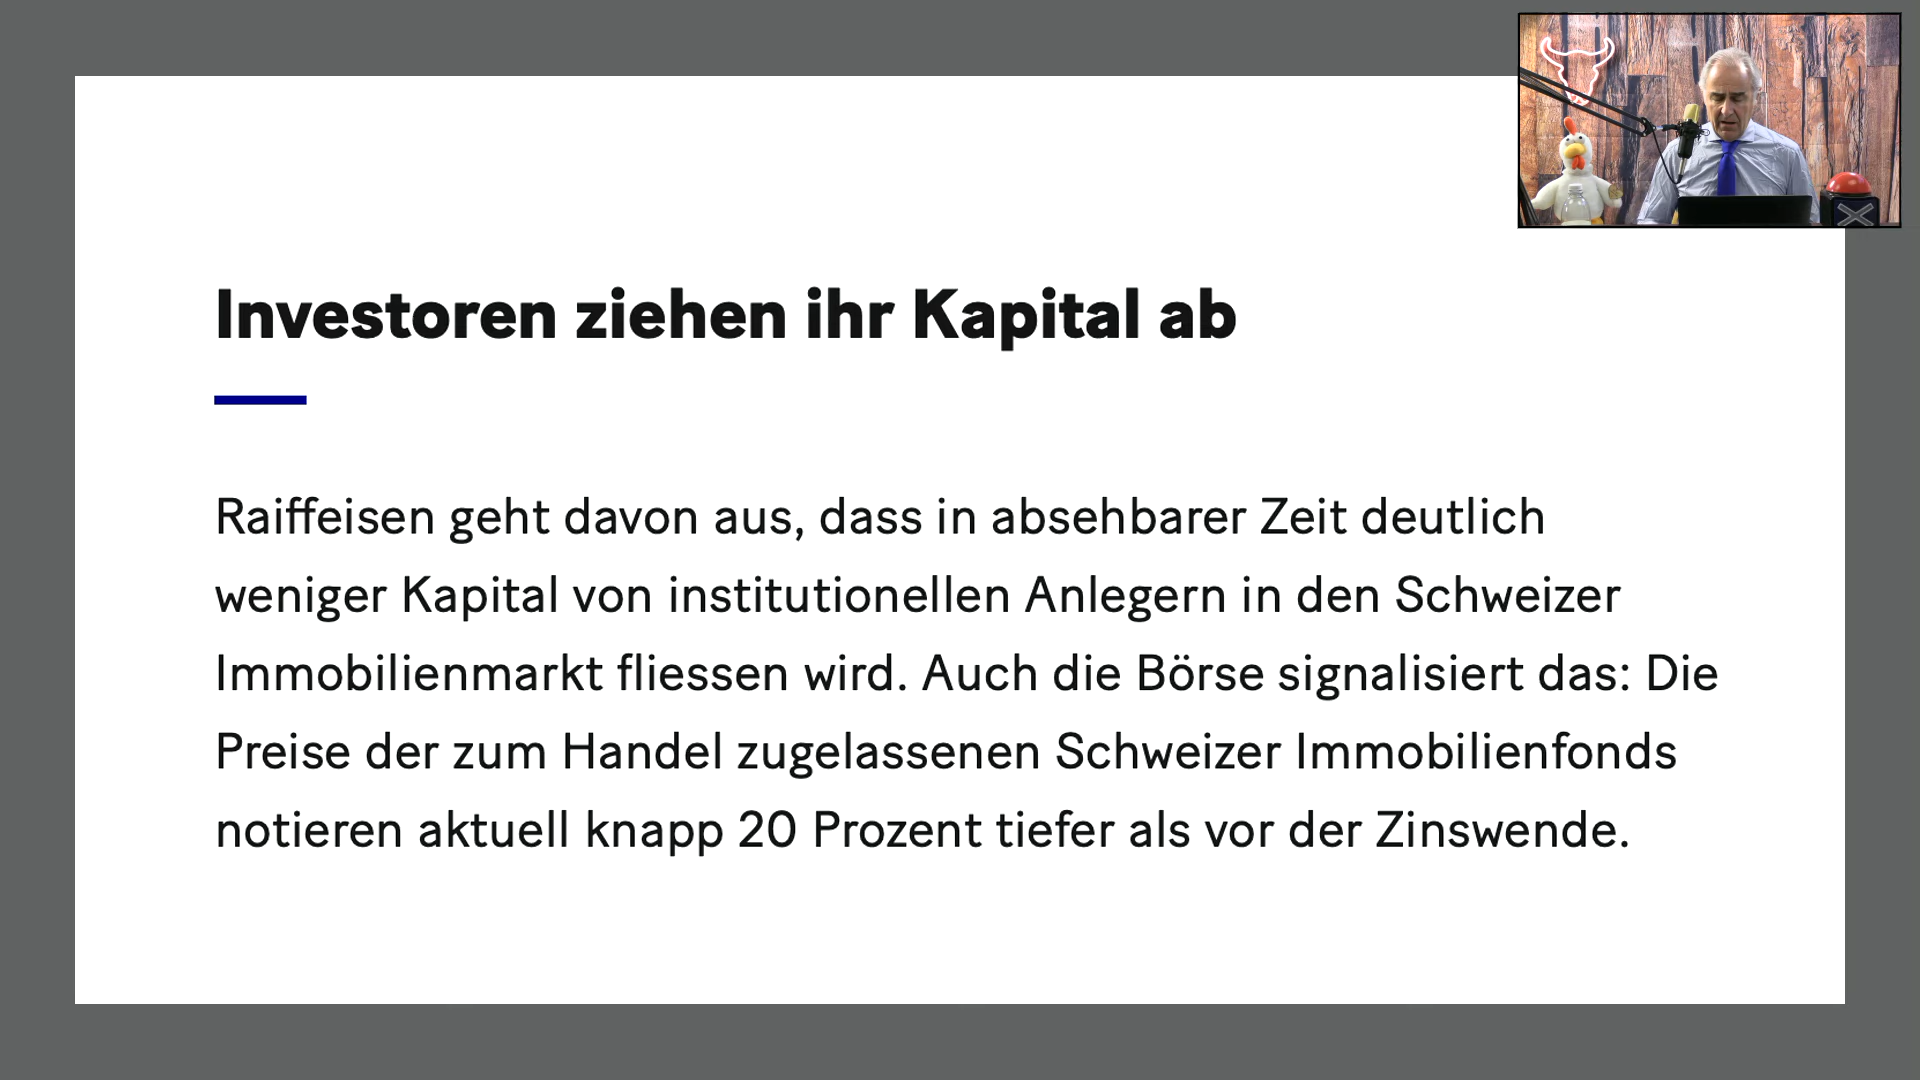 Investoren ziehen ihr Kapital ab
Raiffeisen geht davon aus, dass in absehbarer Zeit deutlich
weniger Kapital von institutionellen Anlegern in den Schweizer
Immobilienmarkt fliessen wird. Auch die Börse signalisiert das: Die
Preise der zum Handel zugelassenen Schweizer Immobilienfonds
notieren aktuell knapp 20 Prozent tiefer als vor der Zinswende.